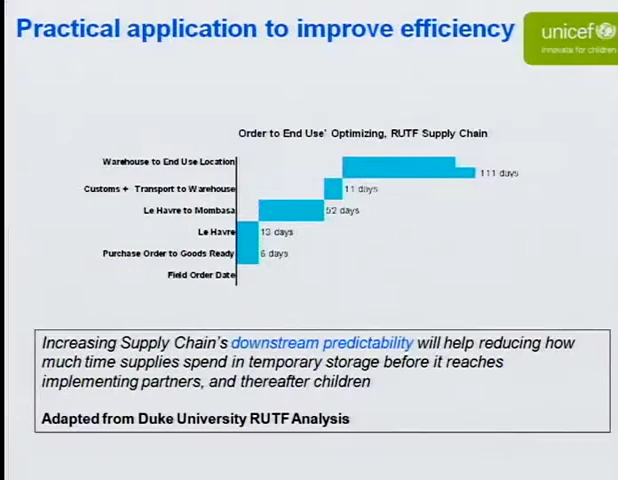 Practical application to improve efficiency
unicef
innovate for children
Order to End Use' Optimizing, RUTF Supply Chain
Warehouse to End Use Location
111 days
Customs + Transport to Warehouse
11 days
Le Havre to Mombasa
52 days
Le Havre
13 days
Purchase Order to Goods Ready
6 days
Field Order Date
Increasing Supply Chain's downstream predictability will help reducing how
much time supplies spend in temporary storage before it reaches
implementing partners, and thereafter children
Adapted from Duke University RUTF Analysis